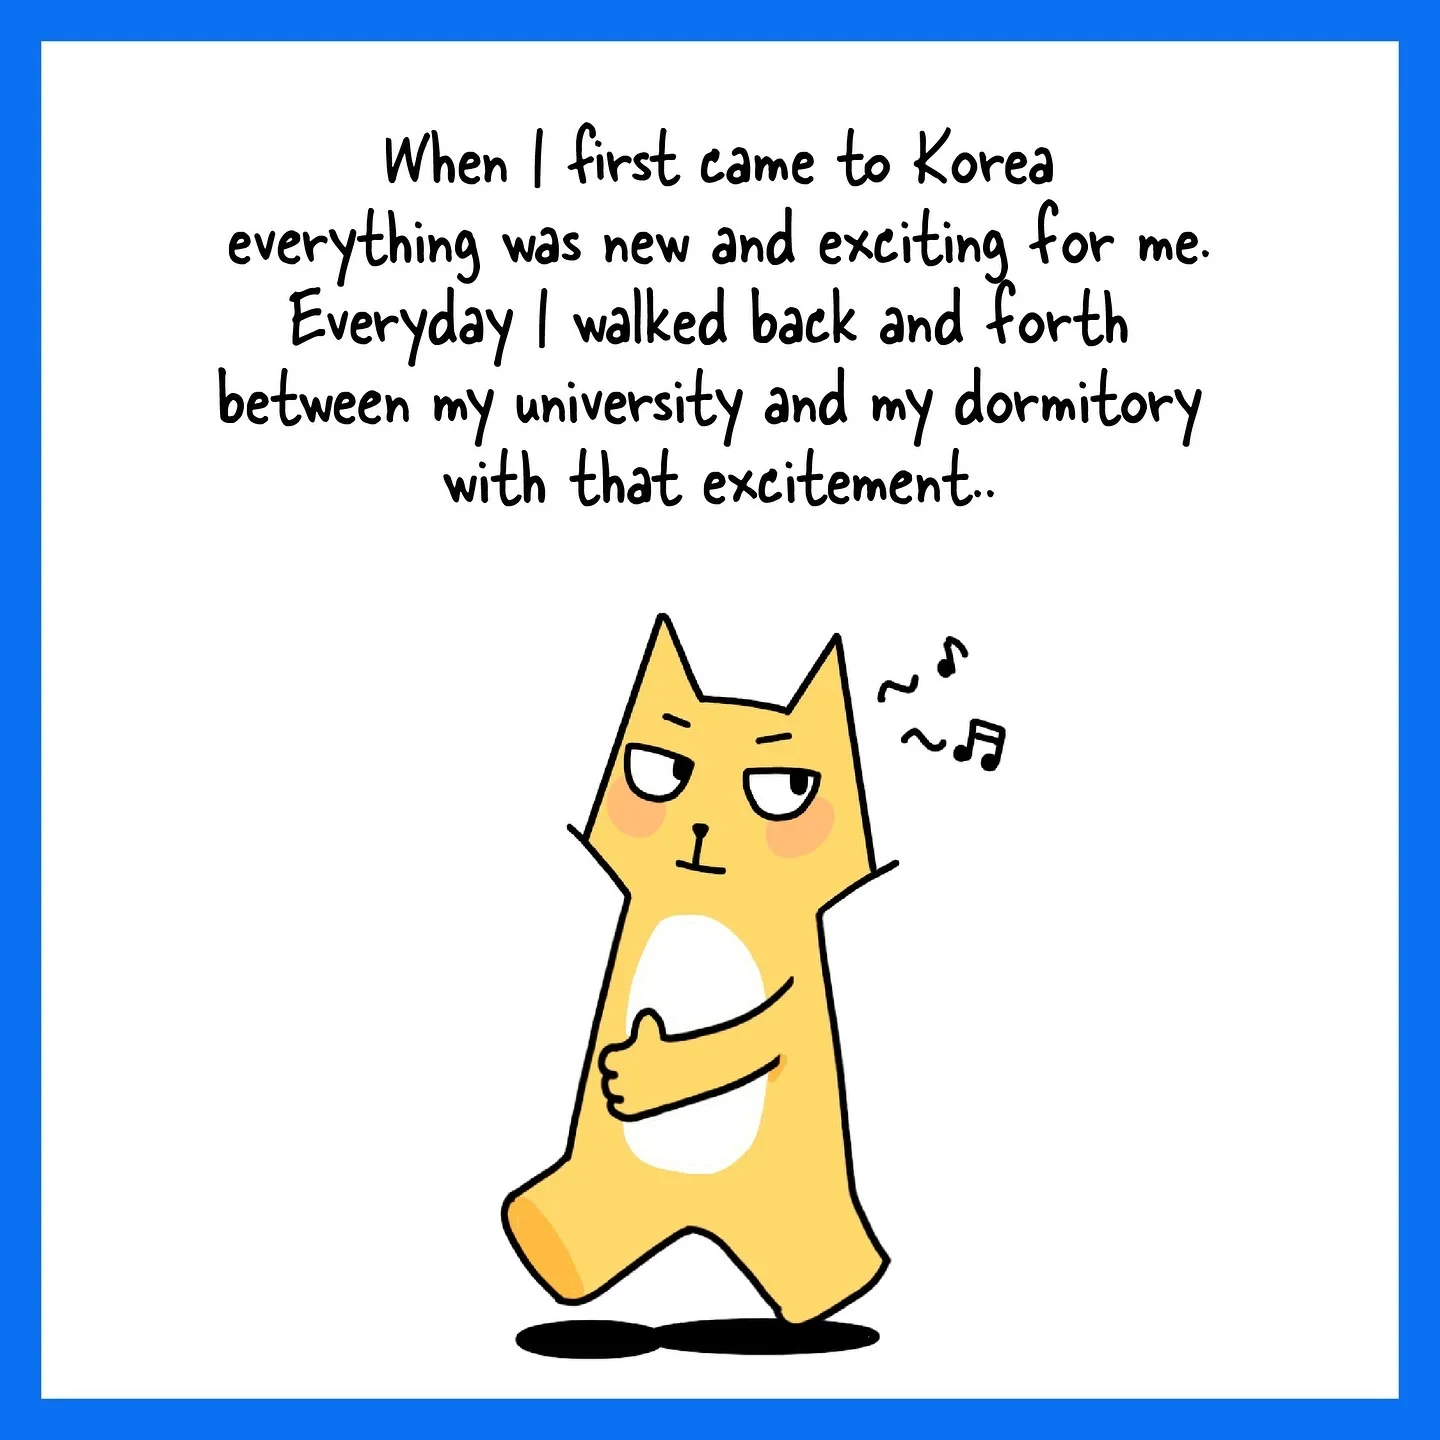 When I first came to Korea
everything was new and exciting for me.
Everyday I walked back and forth
between my university and my dormitory
with that excitement..